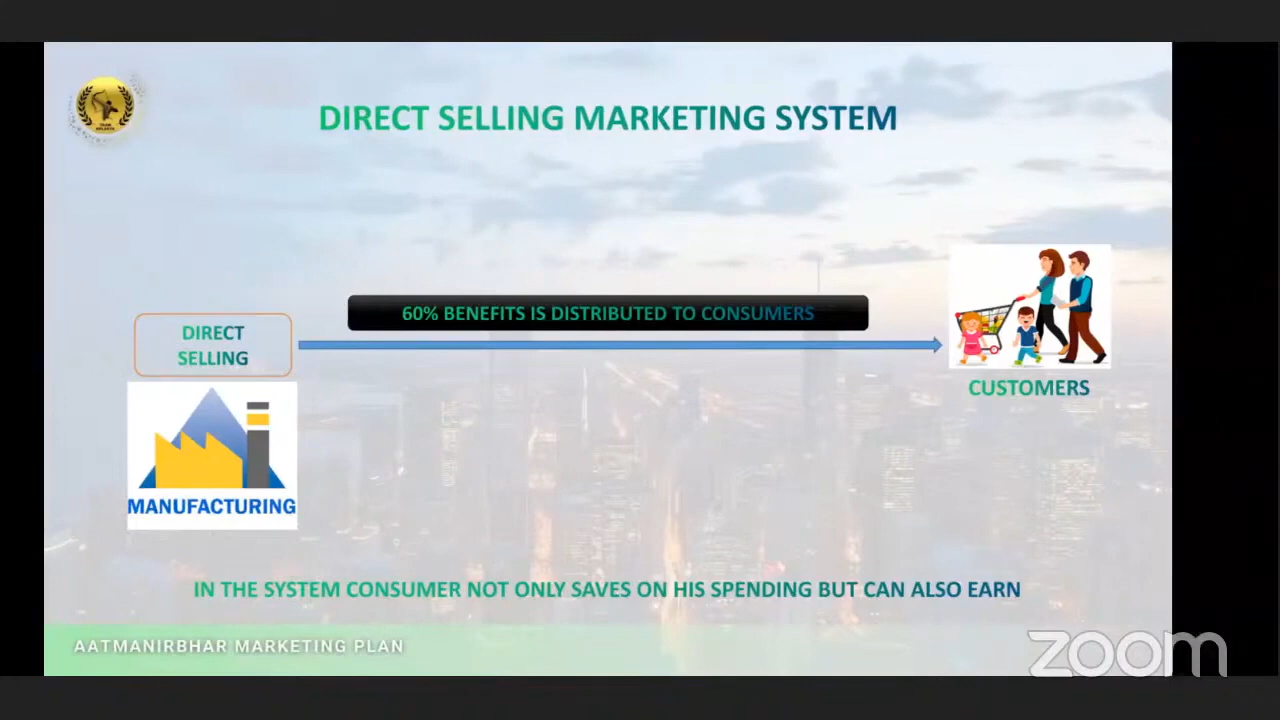 DIRECT SELLING MARKETING SYSTEM
60% BENEFITS IS DISTRIBUTED TO CONSUMERS
DIRECT
SELLING
CUSTOMERS
MANUFACTURING
IN THE SYSTEM CONSUMER NOT ONLY SAVES ON HIS SPENDING BUT CAN ALSO EARN
AATMANIRBHAR MARKETING PLAN
zoom